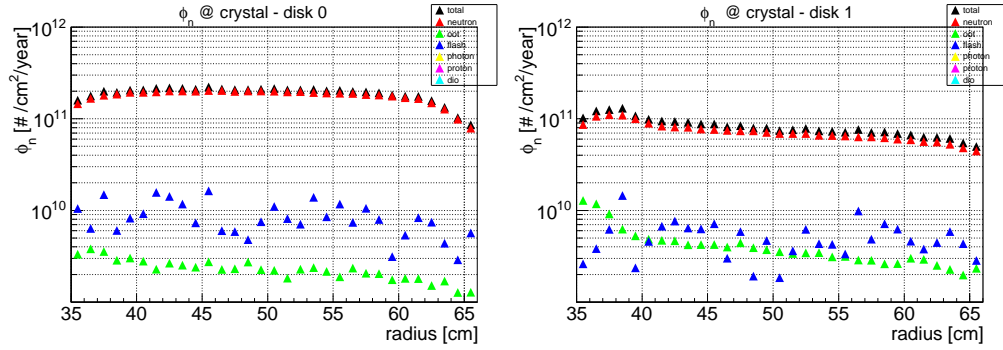 ϕn @ crystal - disk 0
ϕn [# /cm2/year]
10^12
10^11
10^10
total
neutron
oot
flash
photon
proton
dio
35 40 45 50 55 60 65
radius [cm]
ϕn @ crystal - disk 1
ϕn [# /cm2/year]
10^12
10^11
10^10
total
neutron
oot
flash
photon
proton
dio
35 40 45 50 55 60 65
radius [cm]